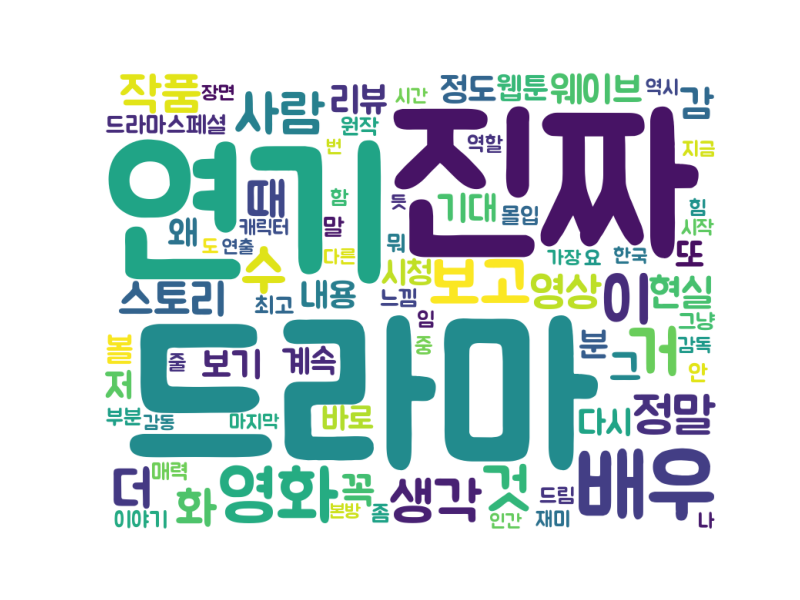 작품 장면 사람 리뷰 시간 정도 웹툰 웨이브 역시 감
드라마스페셜 원작 번 역할 지금
연기 진짜
때 함 듯 기대 몰입 힘
왜 캐릭터 말 뭐 시작
도 연출 다른 가장 요 한국 또
수 시청 보고 영상 이 현실
스토리 최고 내용 느낌
임 그냥
드라마
볼 줄 보기 계속 중 분 그 거 감독
저 안
부분 감동 마지막 바로 다시 정말
더 매력 영화 꼭 생각 것 배우
화 본방 좀 드림
이야기 인간 재미 나